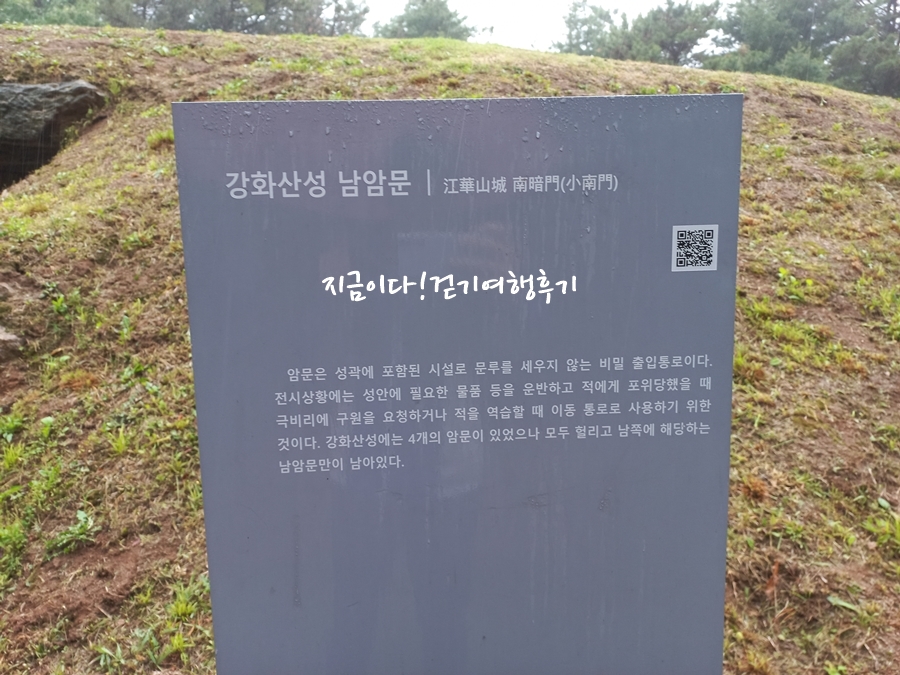 강화산성 남암문 | 江華山城 南暗門(小南門)
지금이다!걷기여행후기
암문은 성곽에 포함된 시설로 문루를 세우지 않는 비밀 출입통로이다.
전시상황에는 성안에 필요한 물품 등을 운반하고 적에게 포위당했을 때
극비리에 구원을 요청하거나 적을 역습할 때 이동 통로로 사용하기 위한
것이다. 강화산성에는 4개의 암문이 있었으나 모두 헐리고 남쪽에 해당하는
남암문만이 남아있다.